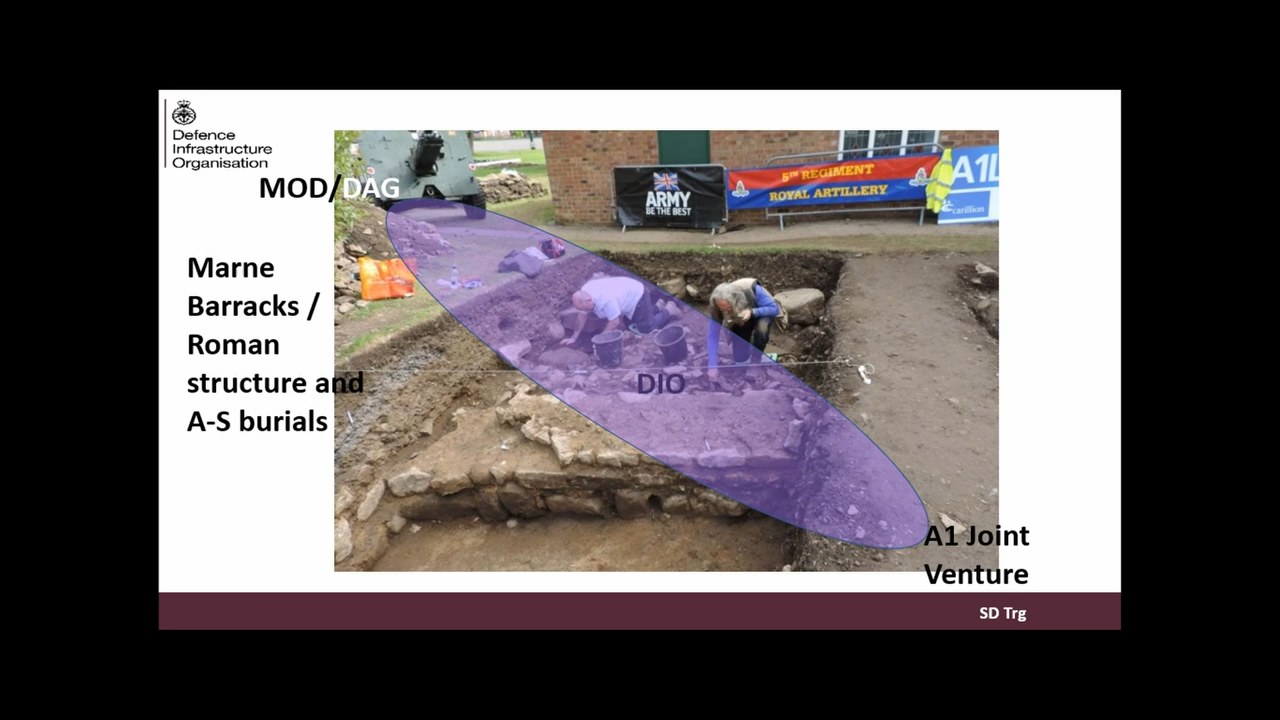 Defence
Infrastructure
Organisation
MOD/DAG
Marne
Barracks /
Roman
structure and
A-S burials
ARMY
BE THE BEST
5TH REGIMENT
ROYAL ARTILLERY
A1L
carillion
DIO
A1 Joint
Venture
SD Trg